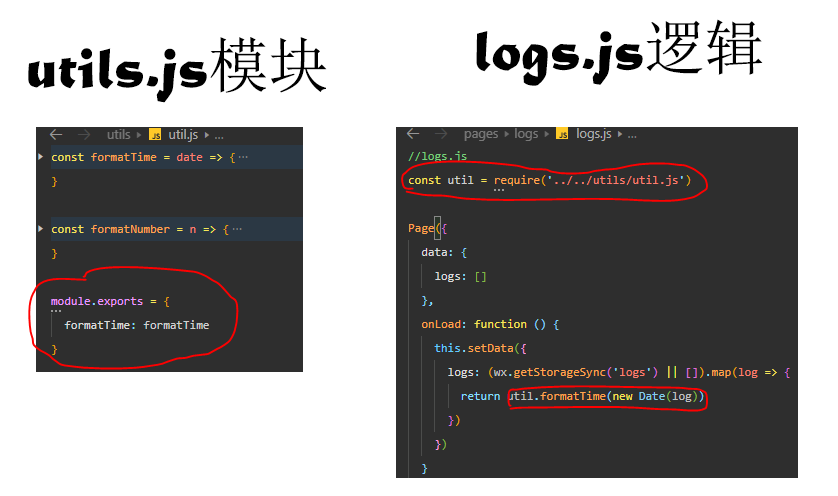 utils.js模块
logs.js逻辑
utils › JS util.js › ...
const formatTime = date => { ...
}
const formatNumber = n => { ...
}
module.exports = {
formatTime: formatTime
}
pages › logs › JS logs.js › ...
//logs.js
const util = require('../../utils/util.js')
Page({
data: {
logs: []
},
onLoad: function () {
this.setData({
logs: (wx.getStorageSync('logs') || []).map(log => {
return util.formatTime(new Date(log))
})
})
}